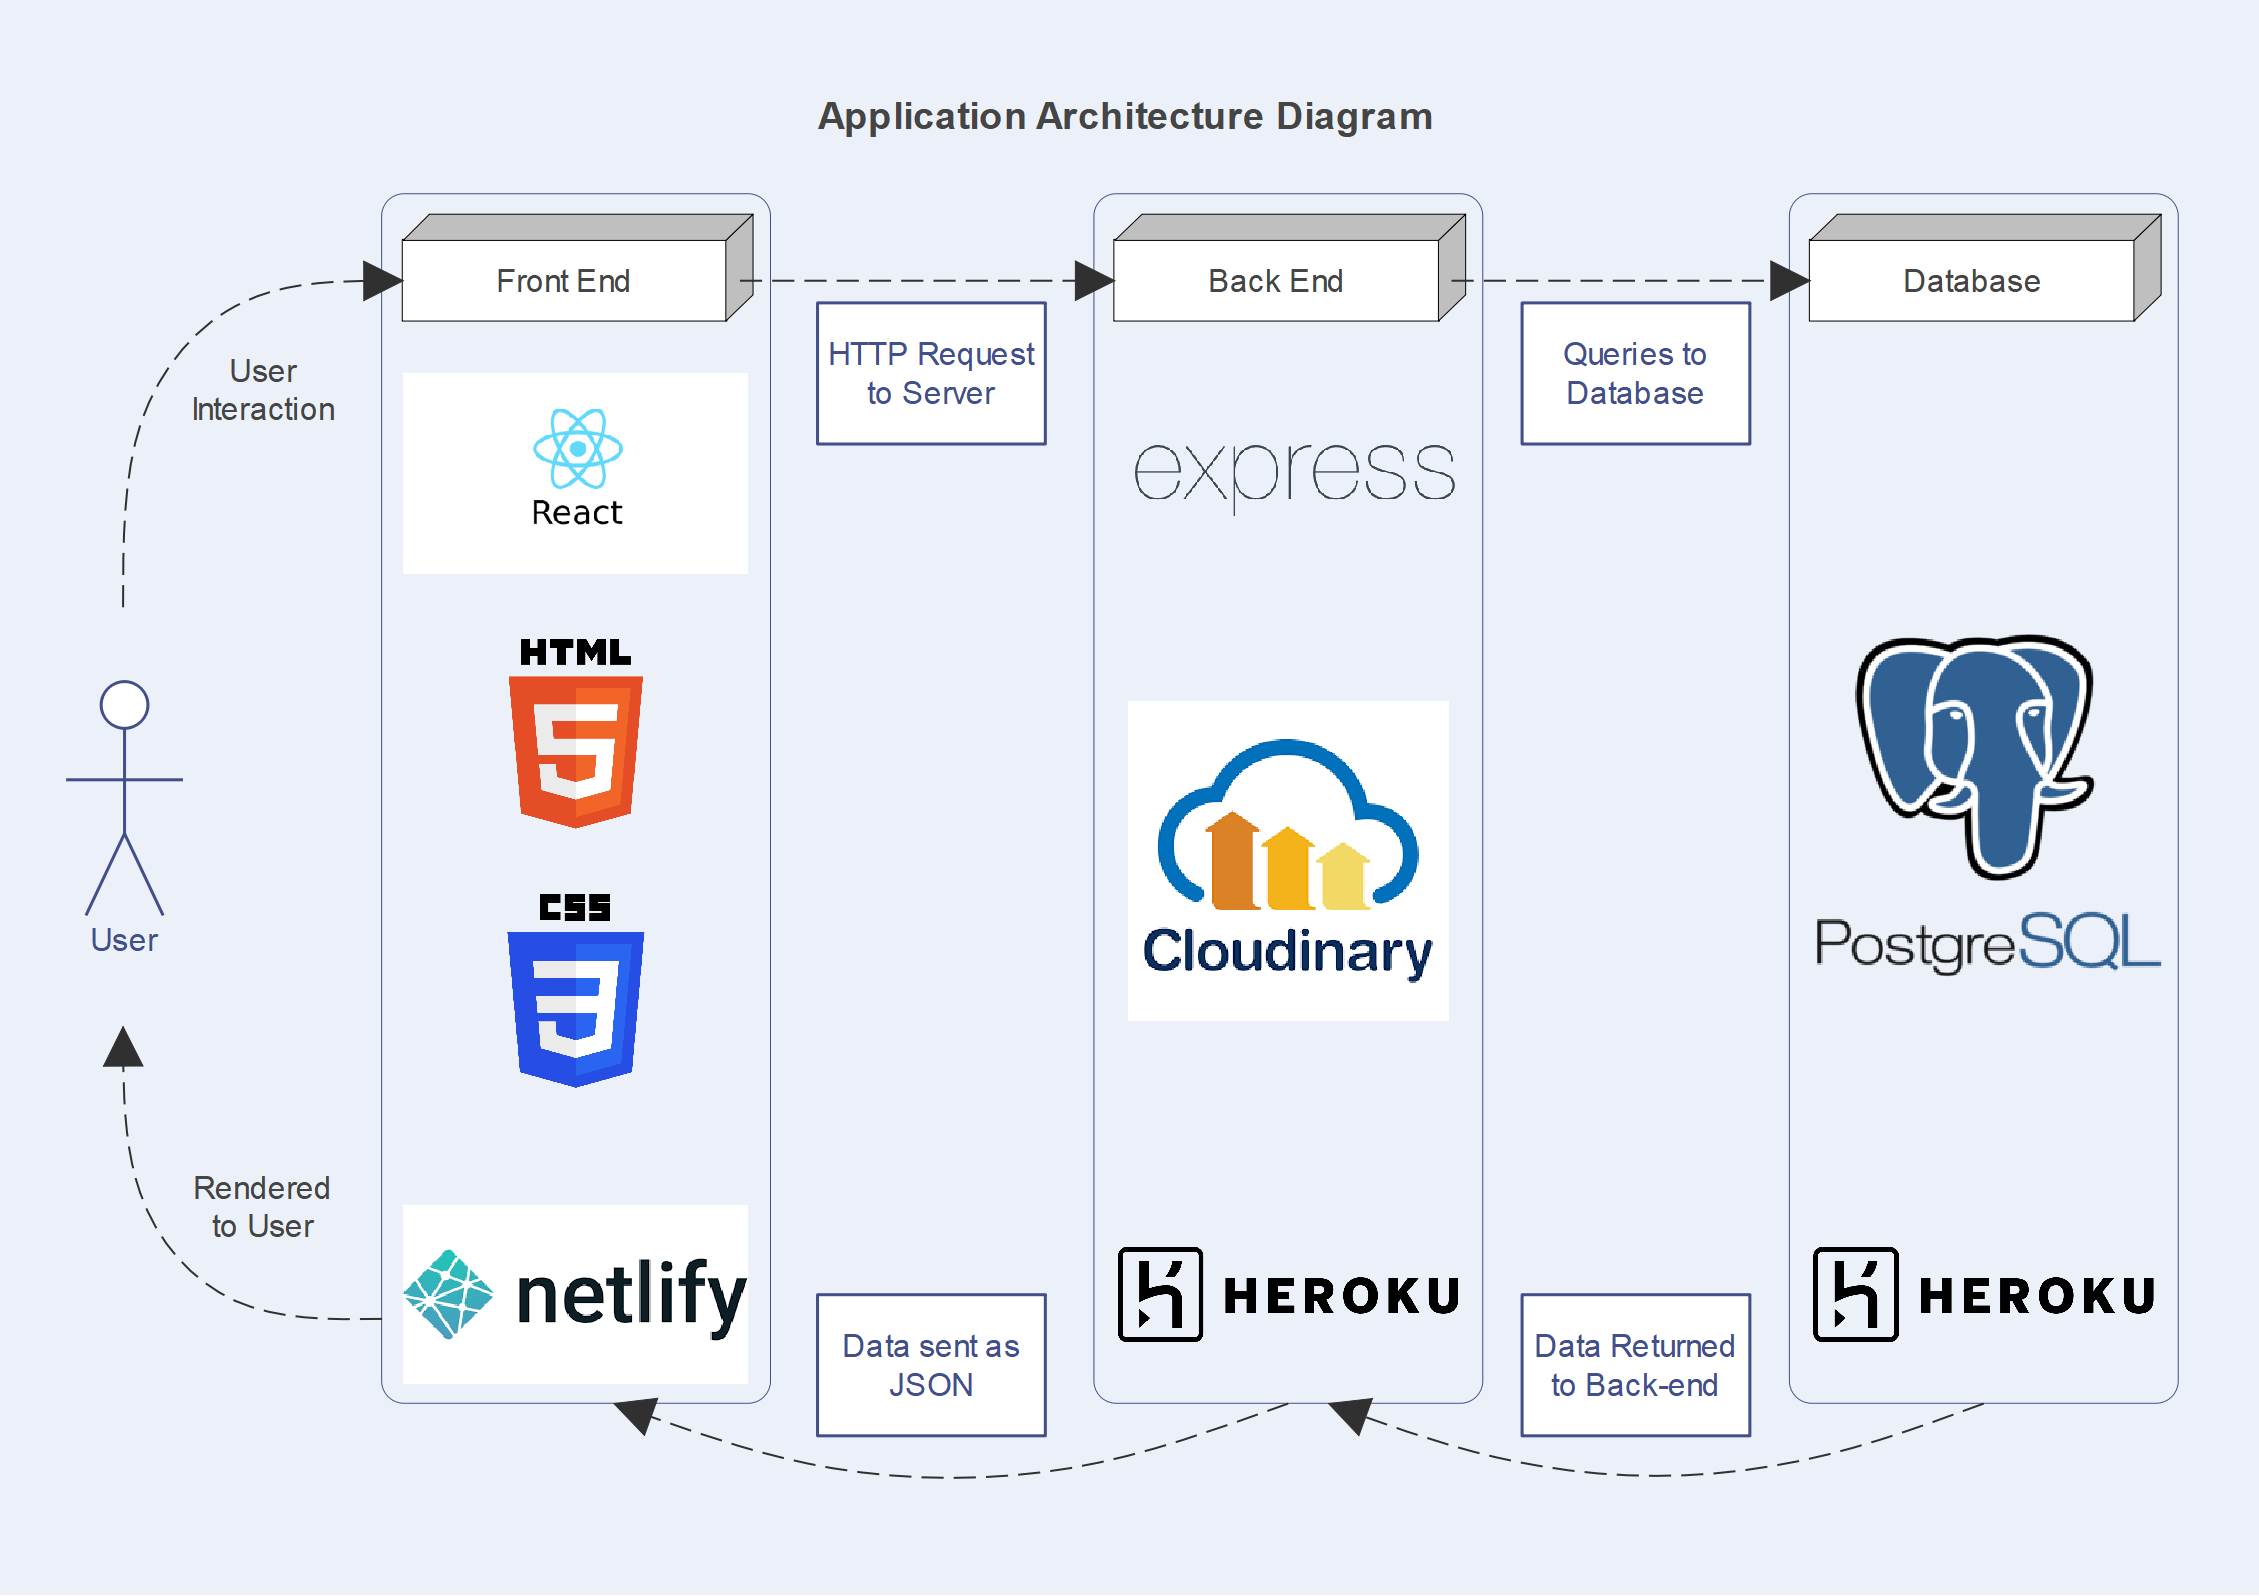 Application Architecture Diagram
Front End
Back End
Database
User
Interaction
HTTP Request
to Server
Queries to
Database
React
express
HTML
5
CSS
3
User
Cloudinary
PostgreSQL
Rendered
to User
netlify
HEROKU
HEROKU
Data sent as
JSON
Data Returned
to Back-end